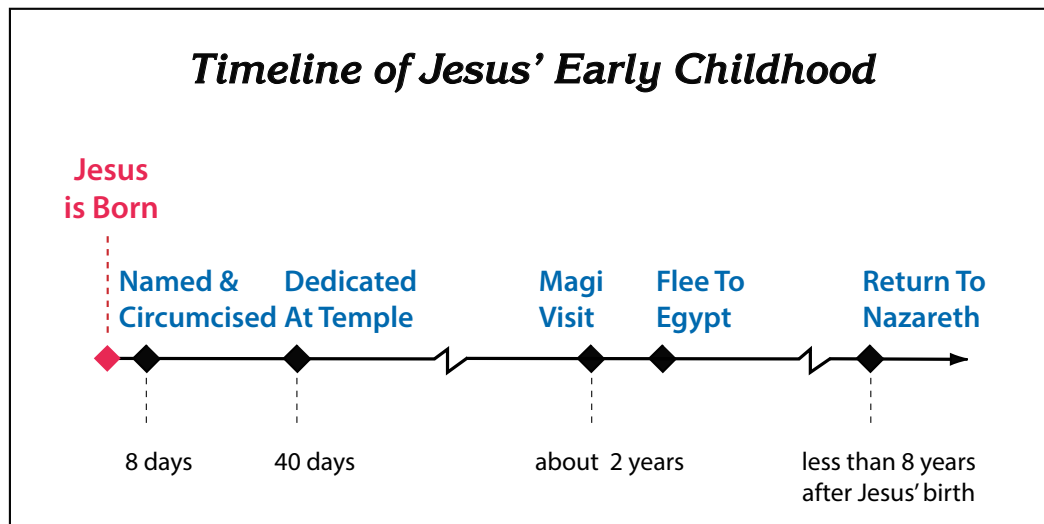 Timeline of Jesus’ Early Childhood
Jesus
is Born
Named &
Circumcised
Dedicated
At Temple
Magi
Visit
Flee To
Egypt
Return To
Nazareth
8 days
40 days
about 2 years
less than 8 years
after Jesus’ birth